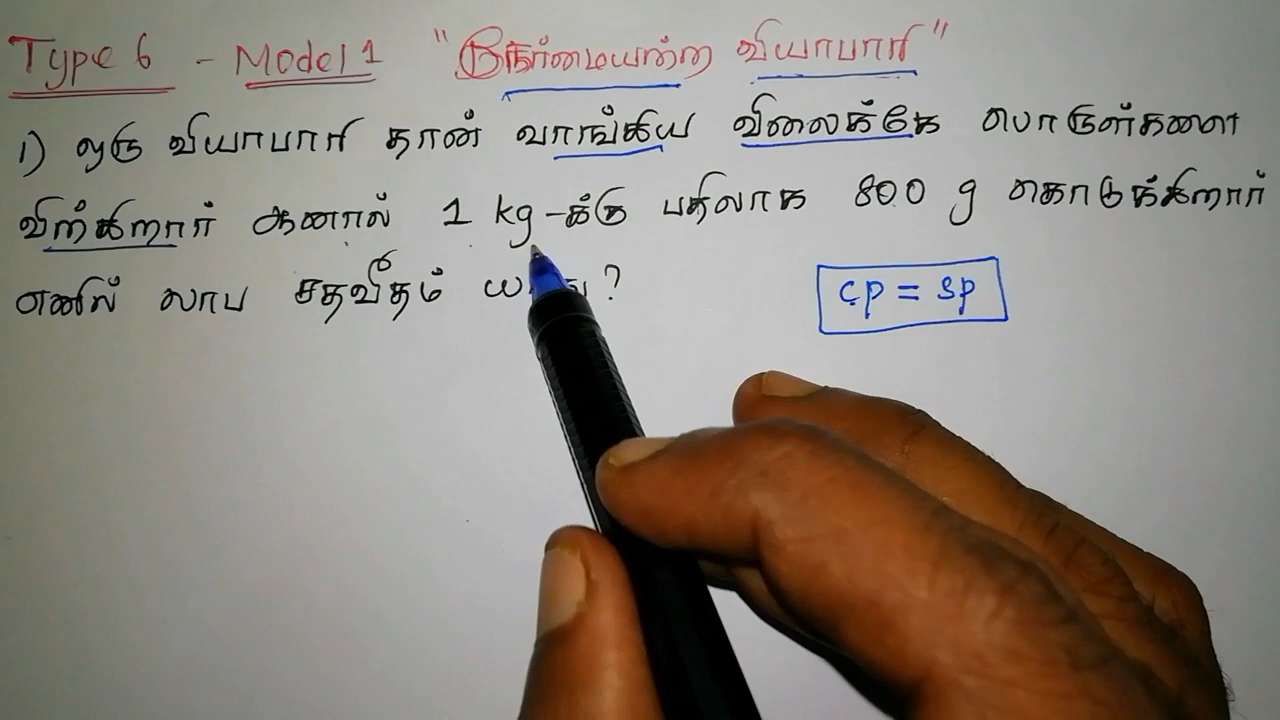 Type 6 - Model 1 "நேர்மையற்ற வியாபாரி"
1) ஒரு வியாபாரி தான் வாங்கிய விலைக்கே பொருள்களை
விற்கிறார் ஆனால் 1 kg-க்கு பதிலாக 800 g கொடுக்கிறார்
எனில் லாப சதவீதம் ?
CP = SP